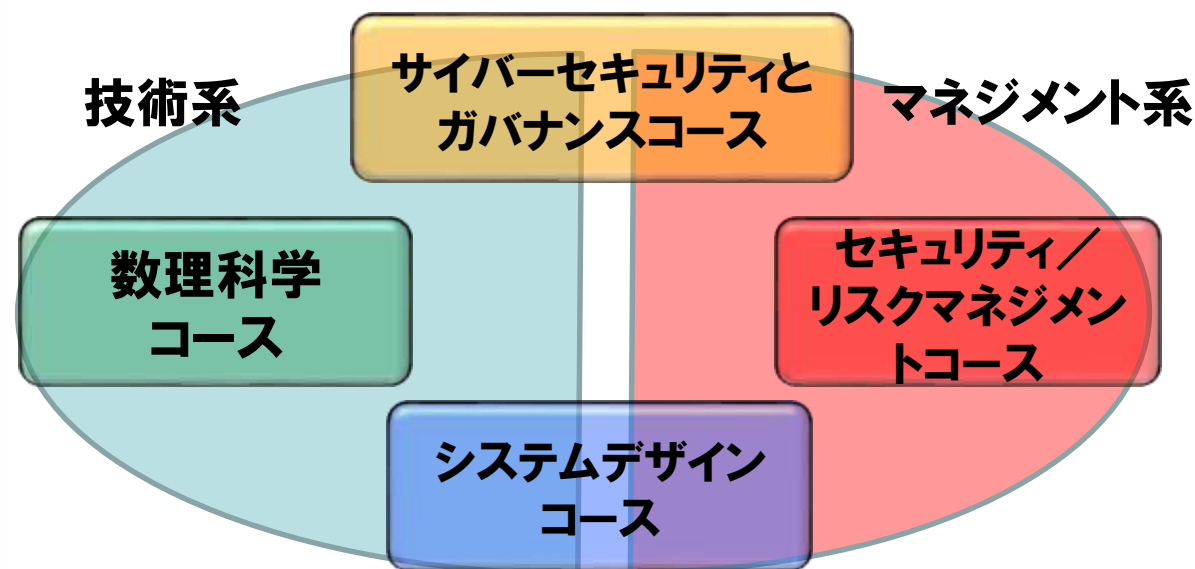 技術系
サイバーセキュリティと
ガバナンスコース
マネジメント系
数理科学
コース
セキュリティ／
リスクマネジメン
トコース
システムデザイン
コース